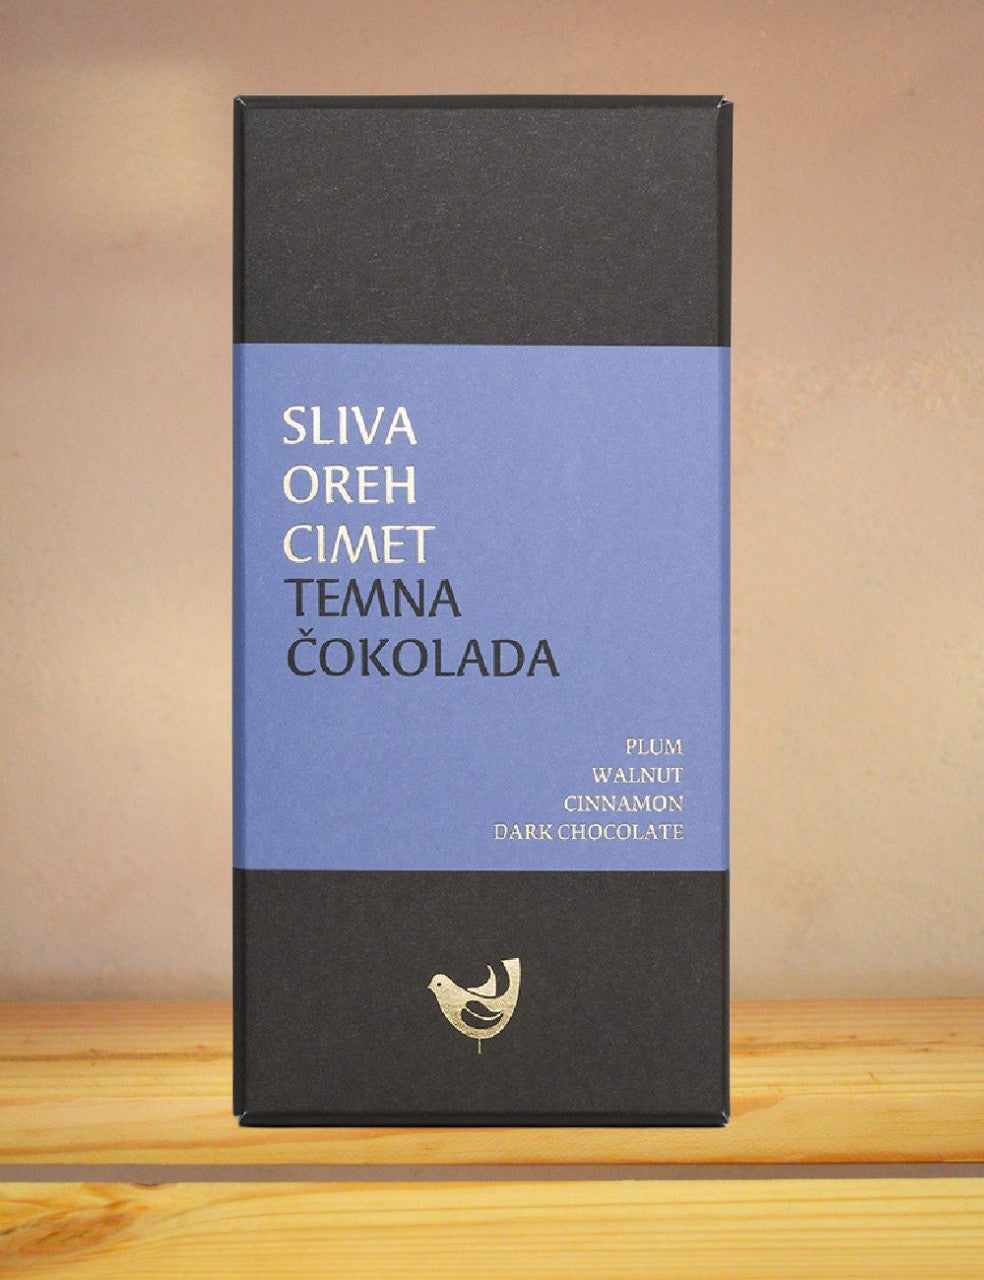 SLIVA
OREH
CIMET
TEMNA
ČOKOLADA
PLUM
WALNUT
CINNAMON
DARK CHOCOLATE